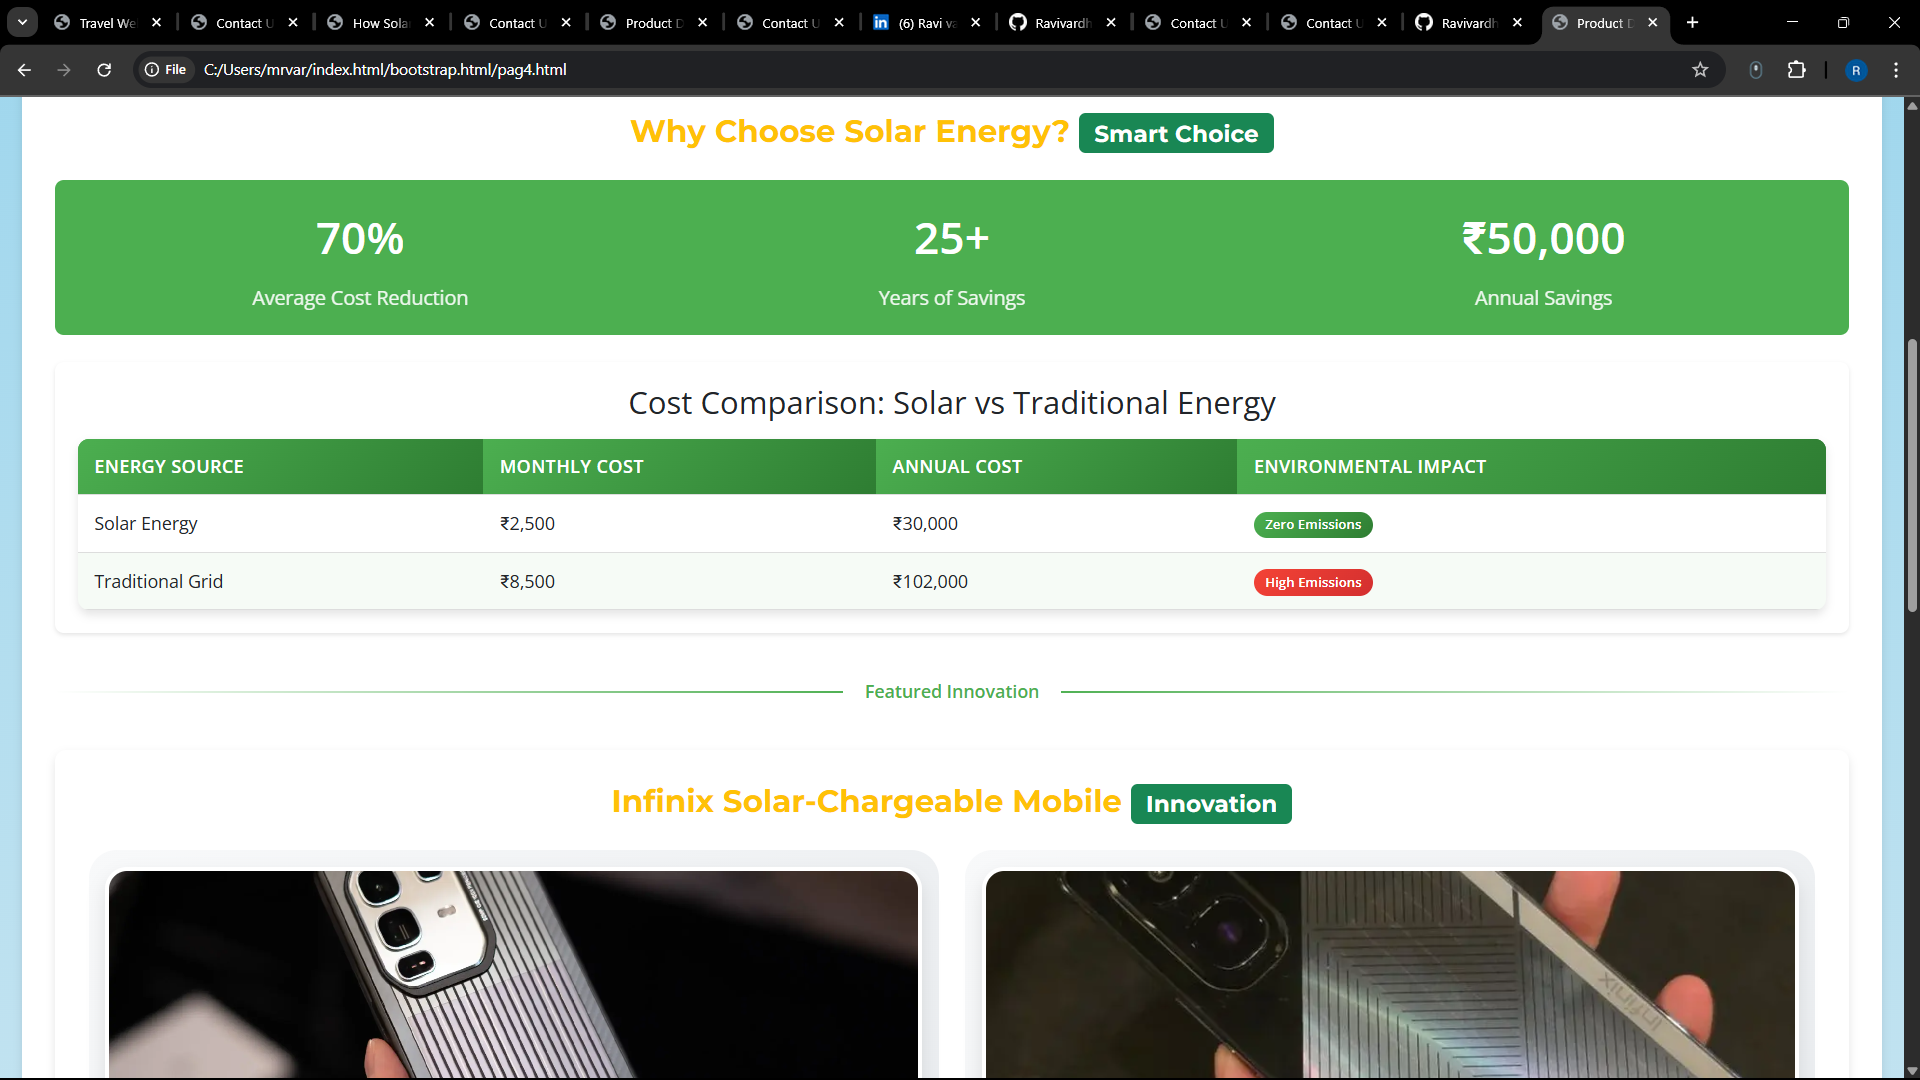 Travel We
Contact U
How Sola
Contact U
Product D
Contact U
(6) Ravi va
Ravivardh
Contact U
Contact U
Ravivardh
Product D
File C:/Users/mrvar/index.html/bootstrap.html/pag4.html
R
Why Choose Solar Energy? Smart Choice
70% 25+ ₹50,000
Average Cost Reduction Years of Savings Annual Savings
Cost Comparison: Solar vs Traditional Energy
ENERGY SOURCE MONTHLY COST ANNUAL COST ENVIRONMENTAL IMPACT
Solar Energy ₹2,500 ₹30,000 Zero Emissions
Traditional Grid ₹8,500 ₹102,000 High Emissions
Featured Innovation
Infinix Solar-Chargeable Mobile Innovation
Infinix